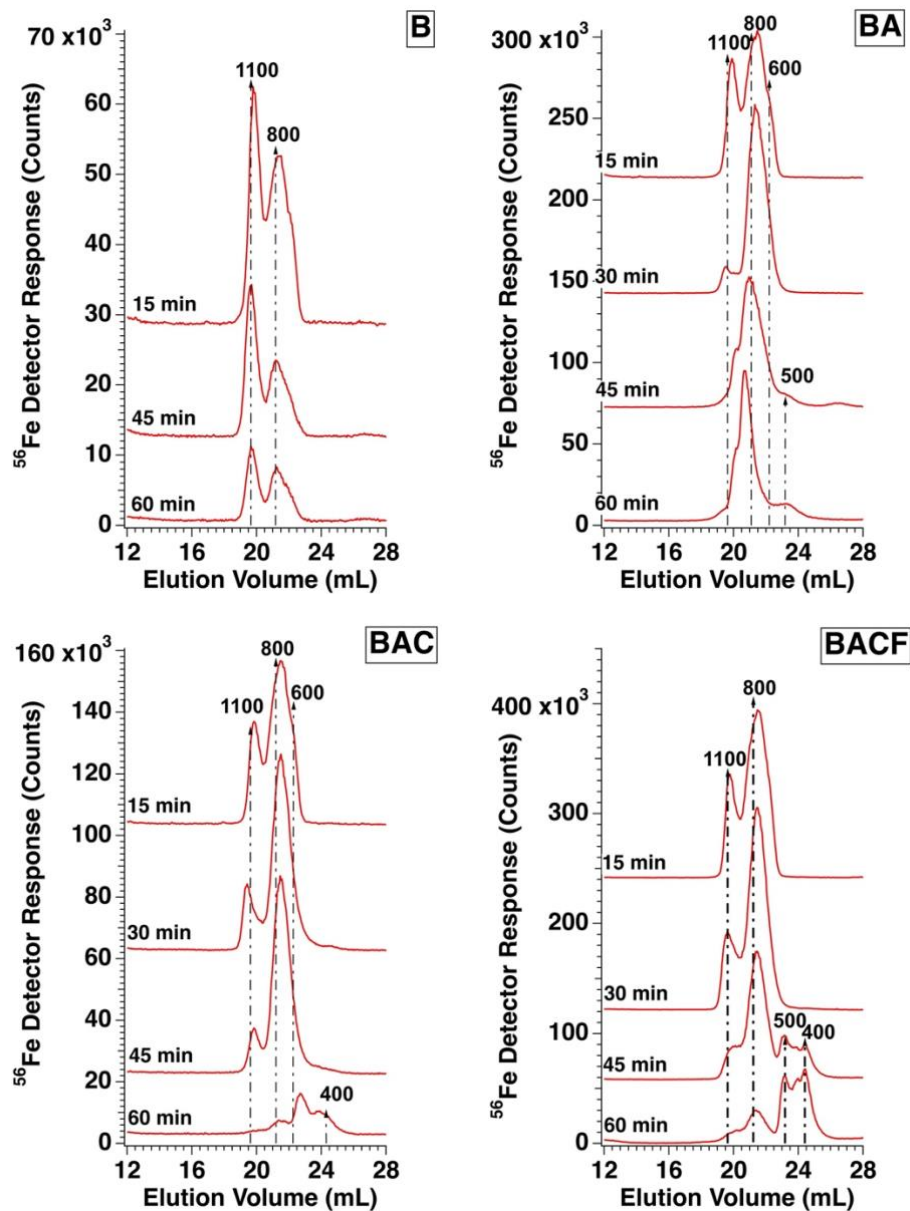 B
70 x10³
60
50
40
30
20
10
0
⁵⁶Fe Detector Response (Counts)
1100
800
15 min
45 min
60 min
12 16 20 24 28
Elution Volume (mL)
BA
300 x10³
250
200
150
100
50
0
⁵⁶Fe Detector Response (Counts)
1100
800
600
500
15 min
30 min
45 min
60 min
12 16 20 24 28
Elution Volume (mL)
BAC
160 x10³
140
120
100
80
60
40
20
0
⁵⁶Fe Detector Response (Counts)
1100
800
600
400
15 min
30 min
45 min
60 min
12 16 20 24 28
Elution Volume (mL)
BACF
400 x10³
300
200
100
0
⁵⁶Fe Detector Response (Counts)
1100
800
500
400
15 min
30 min
45 min
60 min
12 16 20 24 28
Elution Volume (mL)